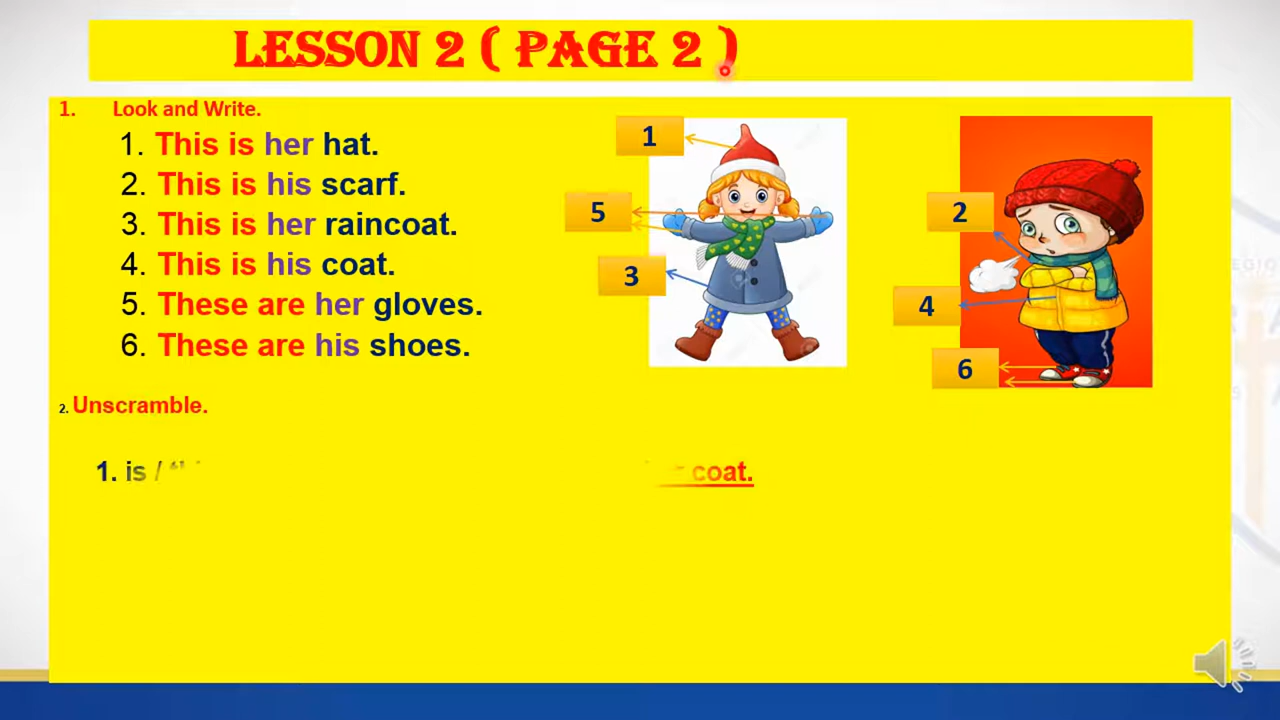 LESSON 2 ( PAGE 2 )
1. Look and Write.
1. This is her hat.
2. This is his scarf.
3. This is her raincoat.
4. This is his coat.
5. These are her gloves.
6. These are his shoes.
1
5
3
2
4
6
2. Unscramble.
1. is / coat.